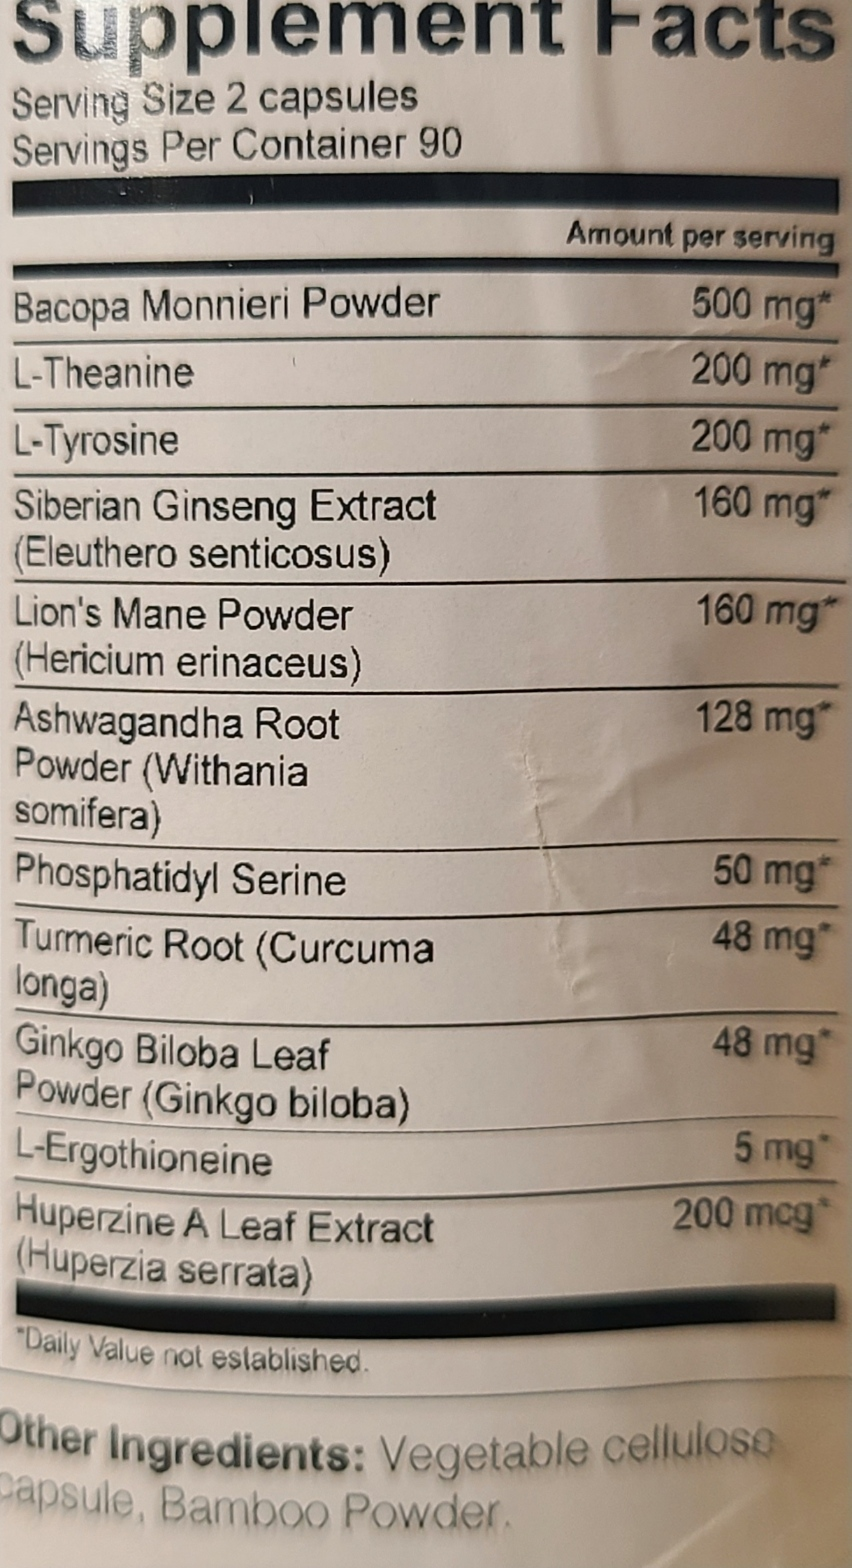 Supplement Facts
Serving Size 2 capsules
Servings Per Container 90
Amount per serving
Bacopa Monnieri Powder 500 mg*
L-Theanine 200 mg*
L-Tyrosine 200 mg*
Siberian Ginseng Extract 160 mg*
(Eleuthero senticosus)
Lion's Mane Powder 160 mg*
(Hericium erinaceus)
Ashwagandha Root 128 mg*
Powder (Withania
somifera)
Phosphatidyl Serine 50 mg*
Turmeric Root (Curcuma 48 mg*
longa)
Ginkgo Biloba Leaf 48 mg*
Powder (Ginkgo biloba)
L-Ergothioneine 5 mg*
Huperzine A Leaf Extract 200 mcg*
(Huperzia serrata)
*Daily Value not established.
Other Ingredients: Vegetable cellulose
capsule, Bamboo Powder.